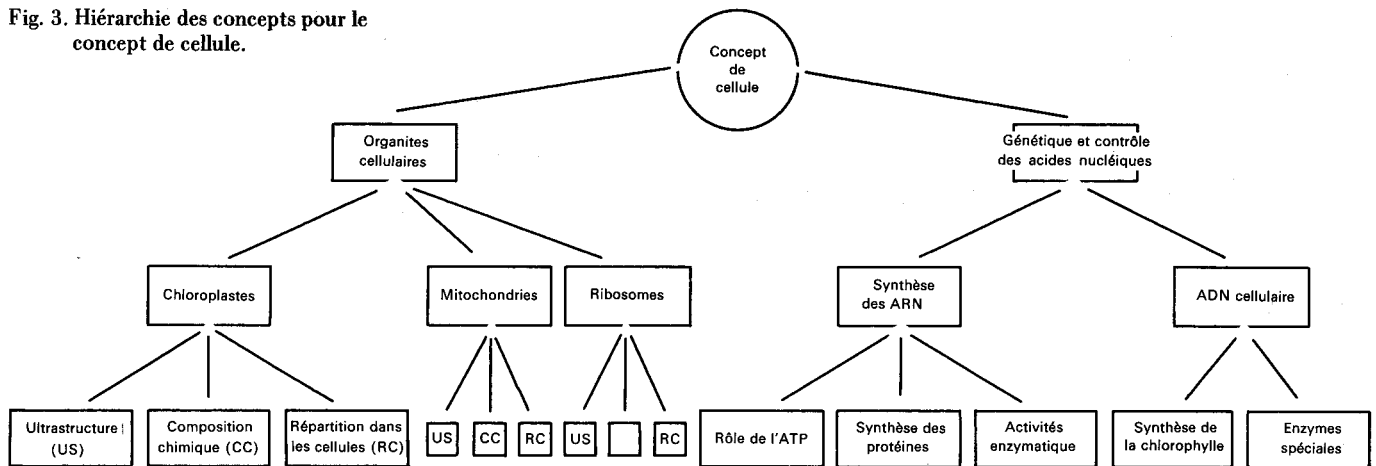 Fig. 3. Hiérarchie des concepts pour le
concept de cellule.
Concept
de
cellule
Organites
cellulaires
Génétique et contrôle
des acides nucléiques
Chloroplastes
Mitochondries
Ribosomes
Synthèse
des ARN
ADN cellulaire
Ultrastructure
(US)
Composition
chimique (CC)
Répartition dans
les cellules (RC)
US
CC
RC
US
RC
Rôle de l'ATP
Synthèse des
protéines
Activités
enzymatique
Synthèse de
la chlorophylle
Enzymes
spéciales